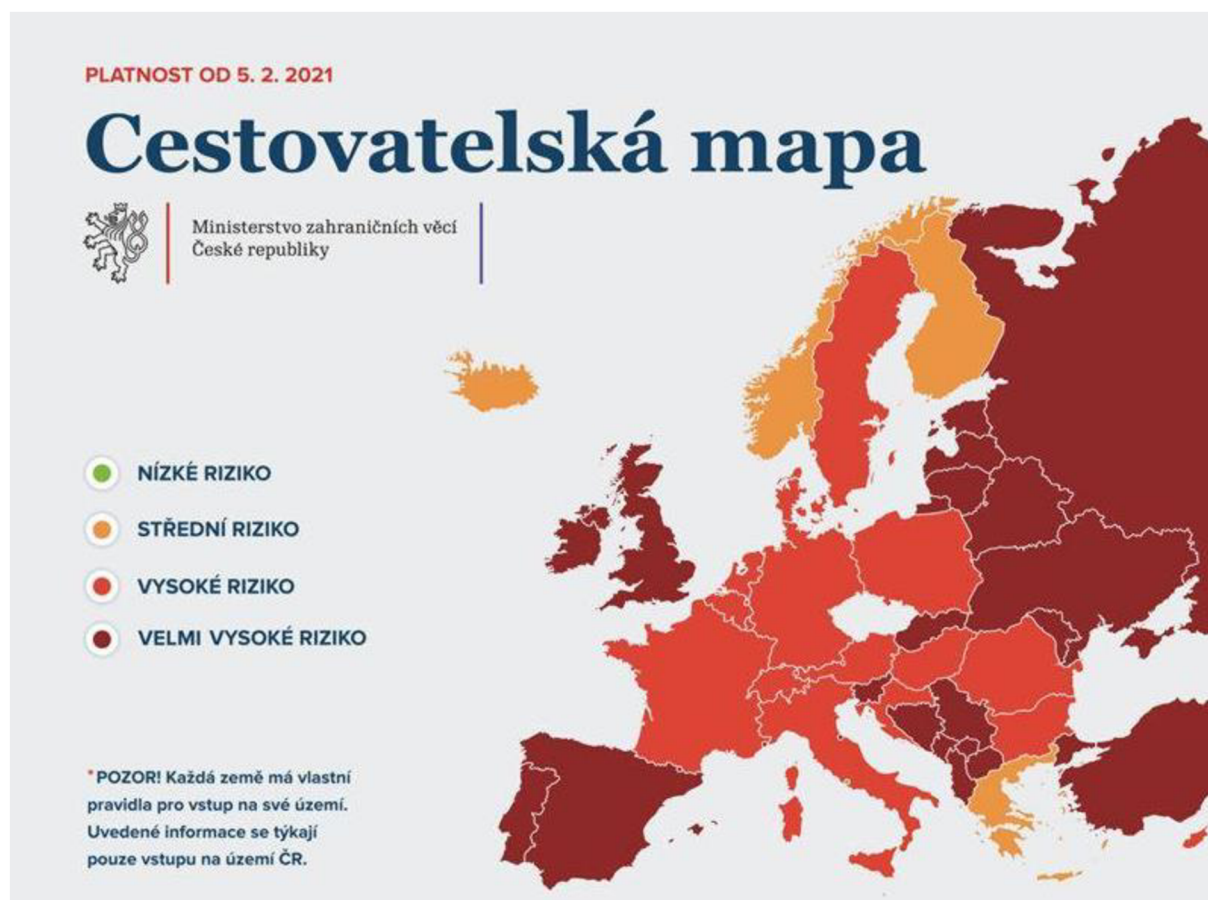 PLATNOST OD 5. 2. 2021
Cestovatelská mapa
Ministerstvo zahraničních věcí
České republiky
NÍZKÉ RIZIKO
STŘEDNÍ RIZIKO
VYSOKÉ RIZIKO
VELMI VYSOKÉ RIZIKO
*POZOR! Každá země má vlastní
pravidla pro vstup na své území.
Uvedené informace se týkají
pouze vstupu na území ČR.